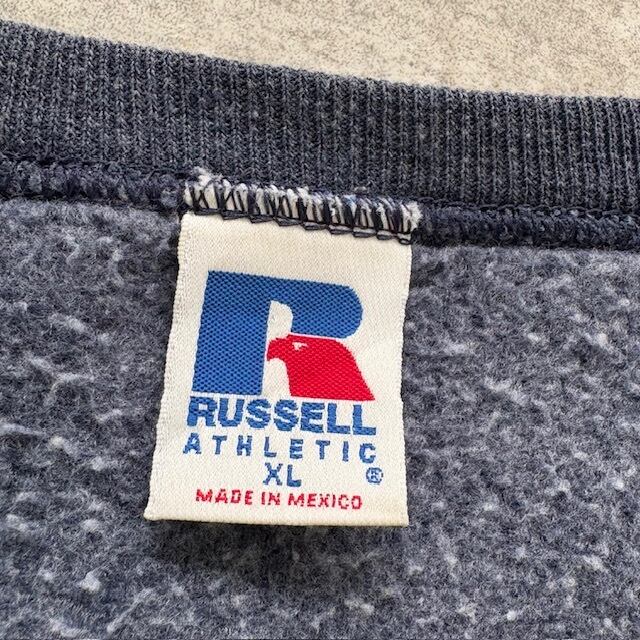 R
RUSSELL
ATHLETIC
XL ®
MADE IN MEXICO